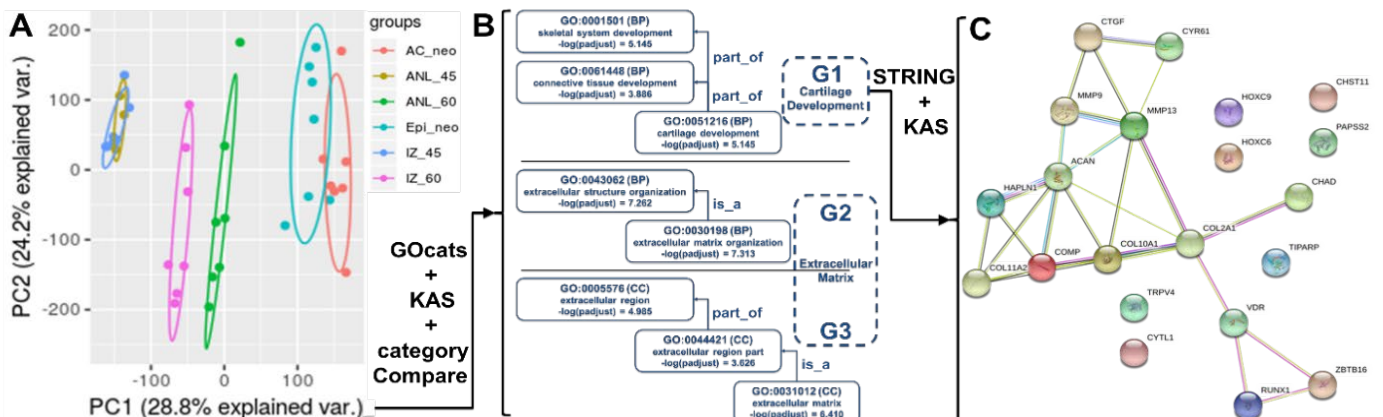 A
groups
AC_neo
ANL_45
ANL_60
Epi_neo
IZ_45
IZ_60
PC2 (24.2% explained var.)
200
100
0
-100
-200
-100
0
100
PC1 (28.8% explained var.)
GOcats
+
KAS
+
category
Compare
B
GO:0001501 (BP)
skeletal system development
-log(padjust) = 5.145
part_of
GO:0061448 (BP)
connective tissue development
-log(padjust) = 3.886
part_of
GO:0051216 (BP)
cartilage development
-log(padjust) = 5.145
G1
Cartilage
Development
GO:0043062 (BP)
extracellular structure organization
-log(padjust) = 7.262
is_a
GO:0030198 (BP)
extracellular matrix organization
-log(padjust) = 7.313
G2
Extracellular
Matrix
G3
GO:0005576 (CC)
extracellular region
-log(padjust) = 4.985
part_of
GO:0044421 (CC)
extracellular region part
-log(padjust) = 3.626
is_a
GO:0031012 (CC)
extracellular matrix
-log(padjust) = 6.410
STRING
+
KAS
C
CTGF
CYR61
MMP9
MMP13
HOXC9
CHST11
PAPSS2
HOXC6
ACAN
HAPLN1
CHAD
COL2A1
COL11A2
COMP
COL10A1
TIPARP
TRPV4
VDR
CYTL1
ZBTB16
RUNX1